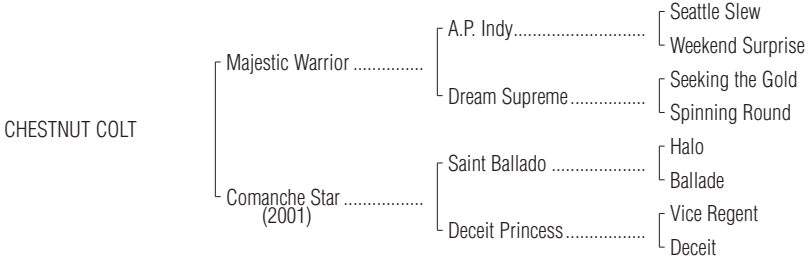 Seattle Slew
A.P. Indy............................
Weekend Surprise
Majestic Warrior ...............
Seeking the Gold
Dream Supreme................
Spinning Round
CHESTNUT COLT
Halo
Saint Ballado ....................
Ballade
Comanche Star .................
(2001)
Vice Regent
Deceit Princess.................
Deceit